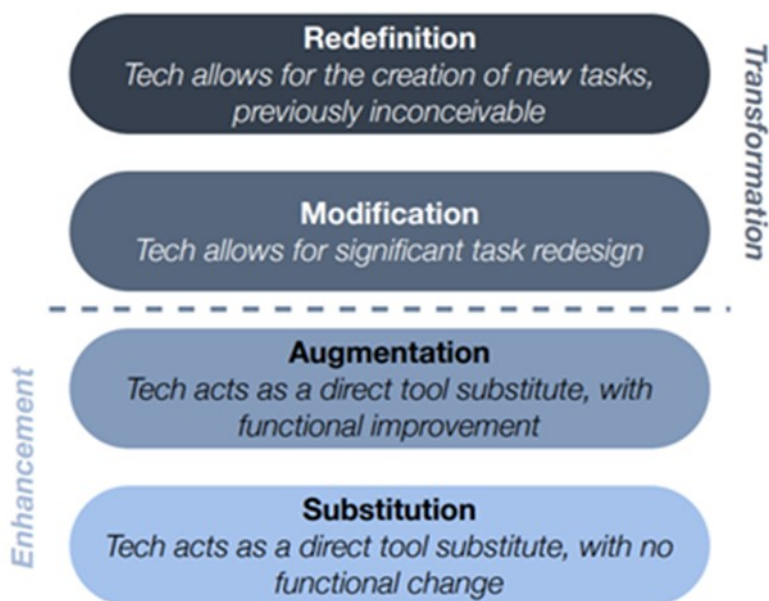 Redefinition
Tech allows for the creation of new tasks,
previously inconceivable
Transformation
Modification
Tech allows for significant task redesign
Enhancement
Augmentation
Tech acts as a direct tool substitute, with
functional improvement
Substitution
Tech acts as a direct tool substitute, with no
functional change